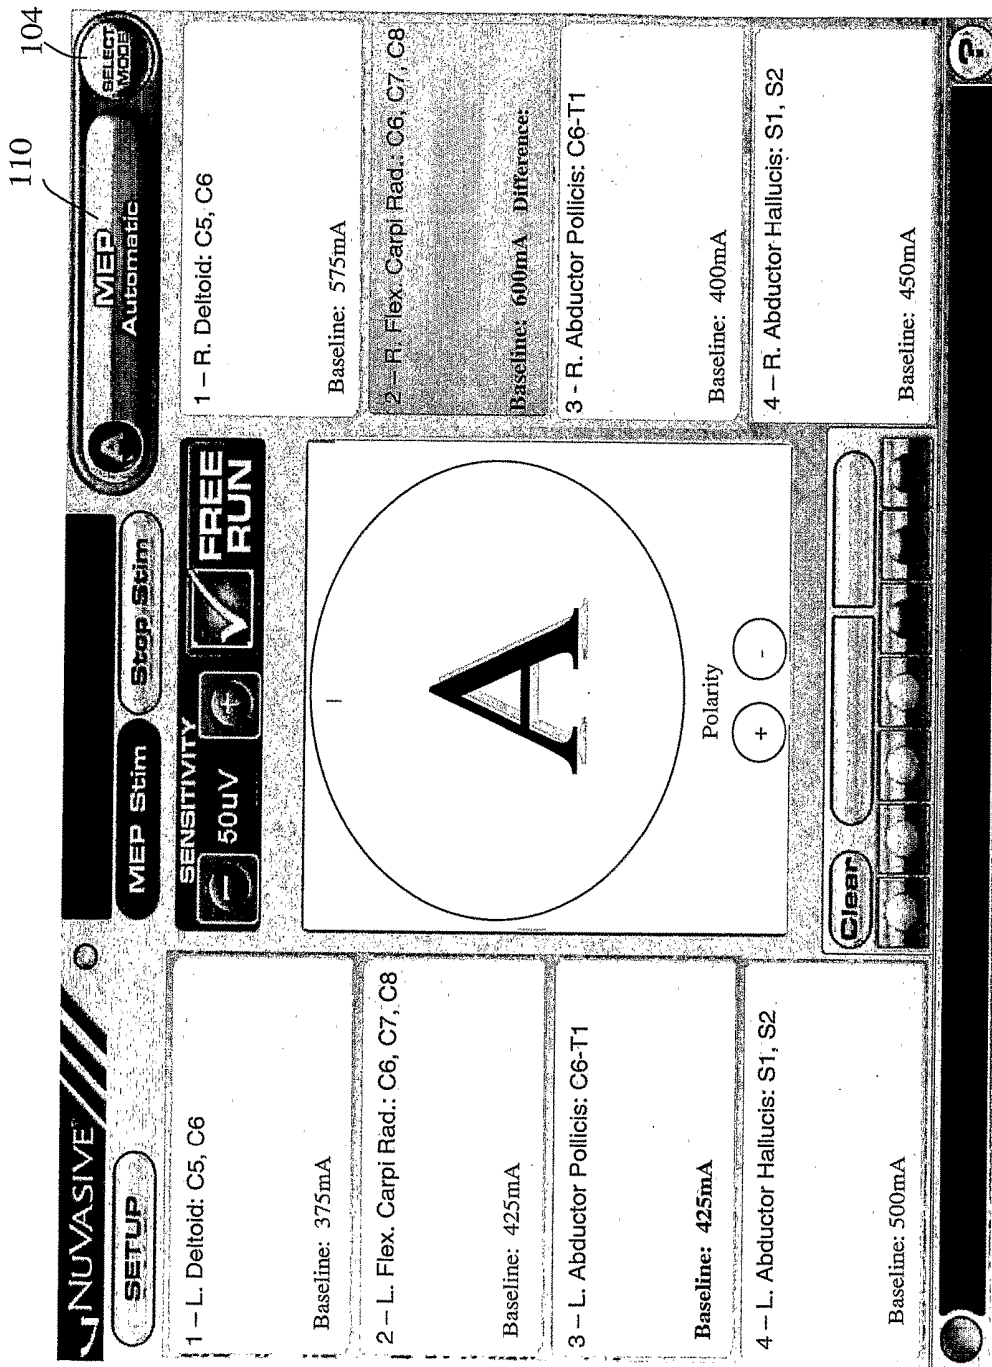 110
104
NUVASIVE™
SETUP
MEP Stim
Stop Stim
A
MEP
Automatic
SELECT MODE
SENSITIVITY
50uV
FREE RUN
1 – L. Deltoid: C5, C6
Baseline: 375mA
2 – L. Flex. Carpi Rad.: C6, C7, C8
Baseline: 425mA
3 – L. Abductor Pollicis: C6-T1
Baseline: 425mA
4 – L. Abductor Hallucis: S1, S2
Baseline: 500mA
A
Polarity
+ -
Clear
1 – R. Deltoid: C5, C6
Baseline: 575mA
2 – R. Flex. Carpi Rad.: C6, C7, C8
Baseline: 600mA Difference:
3 - R. Abductor Pollicis: C6-T1
Baseline: 400mA
4 – R. Abductor Hallucis: S1, S2
Baseline: 450mA
?